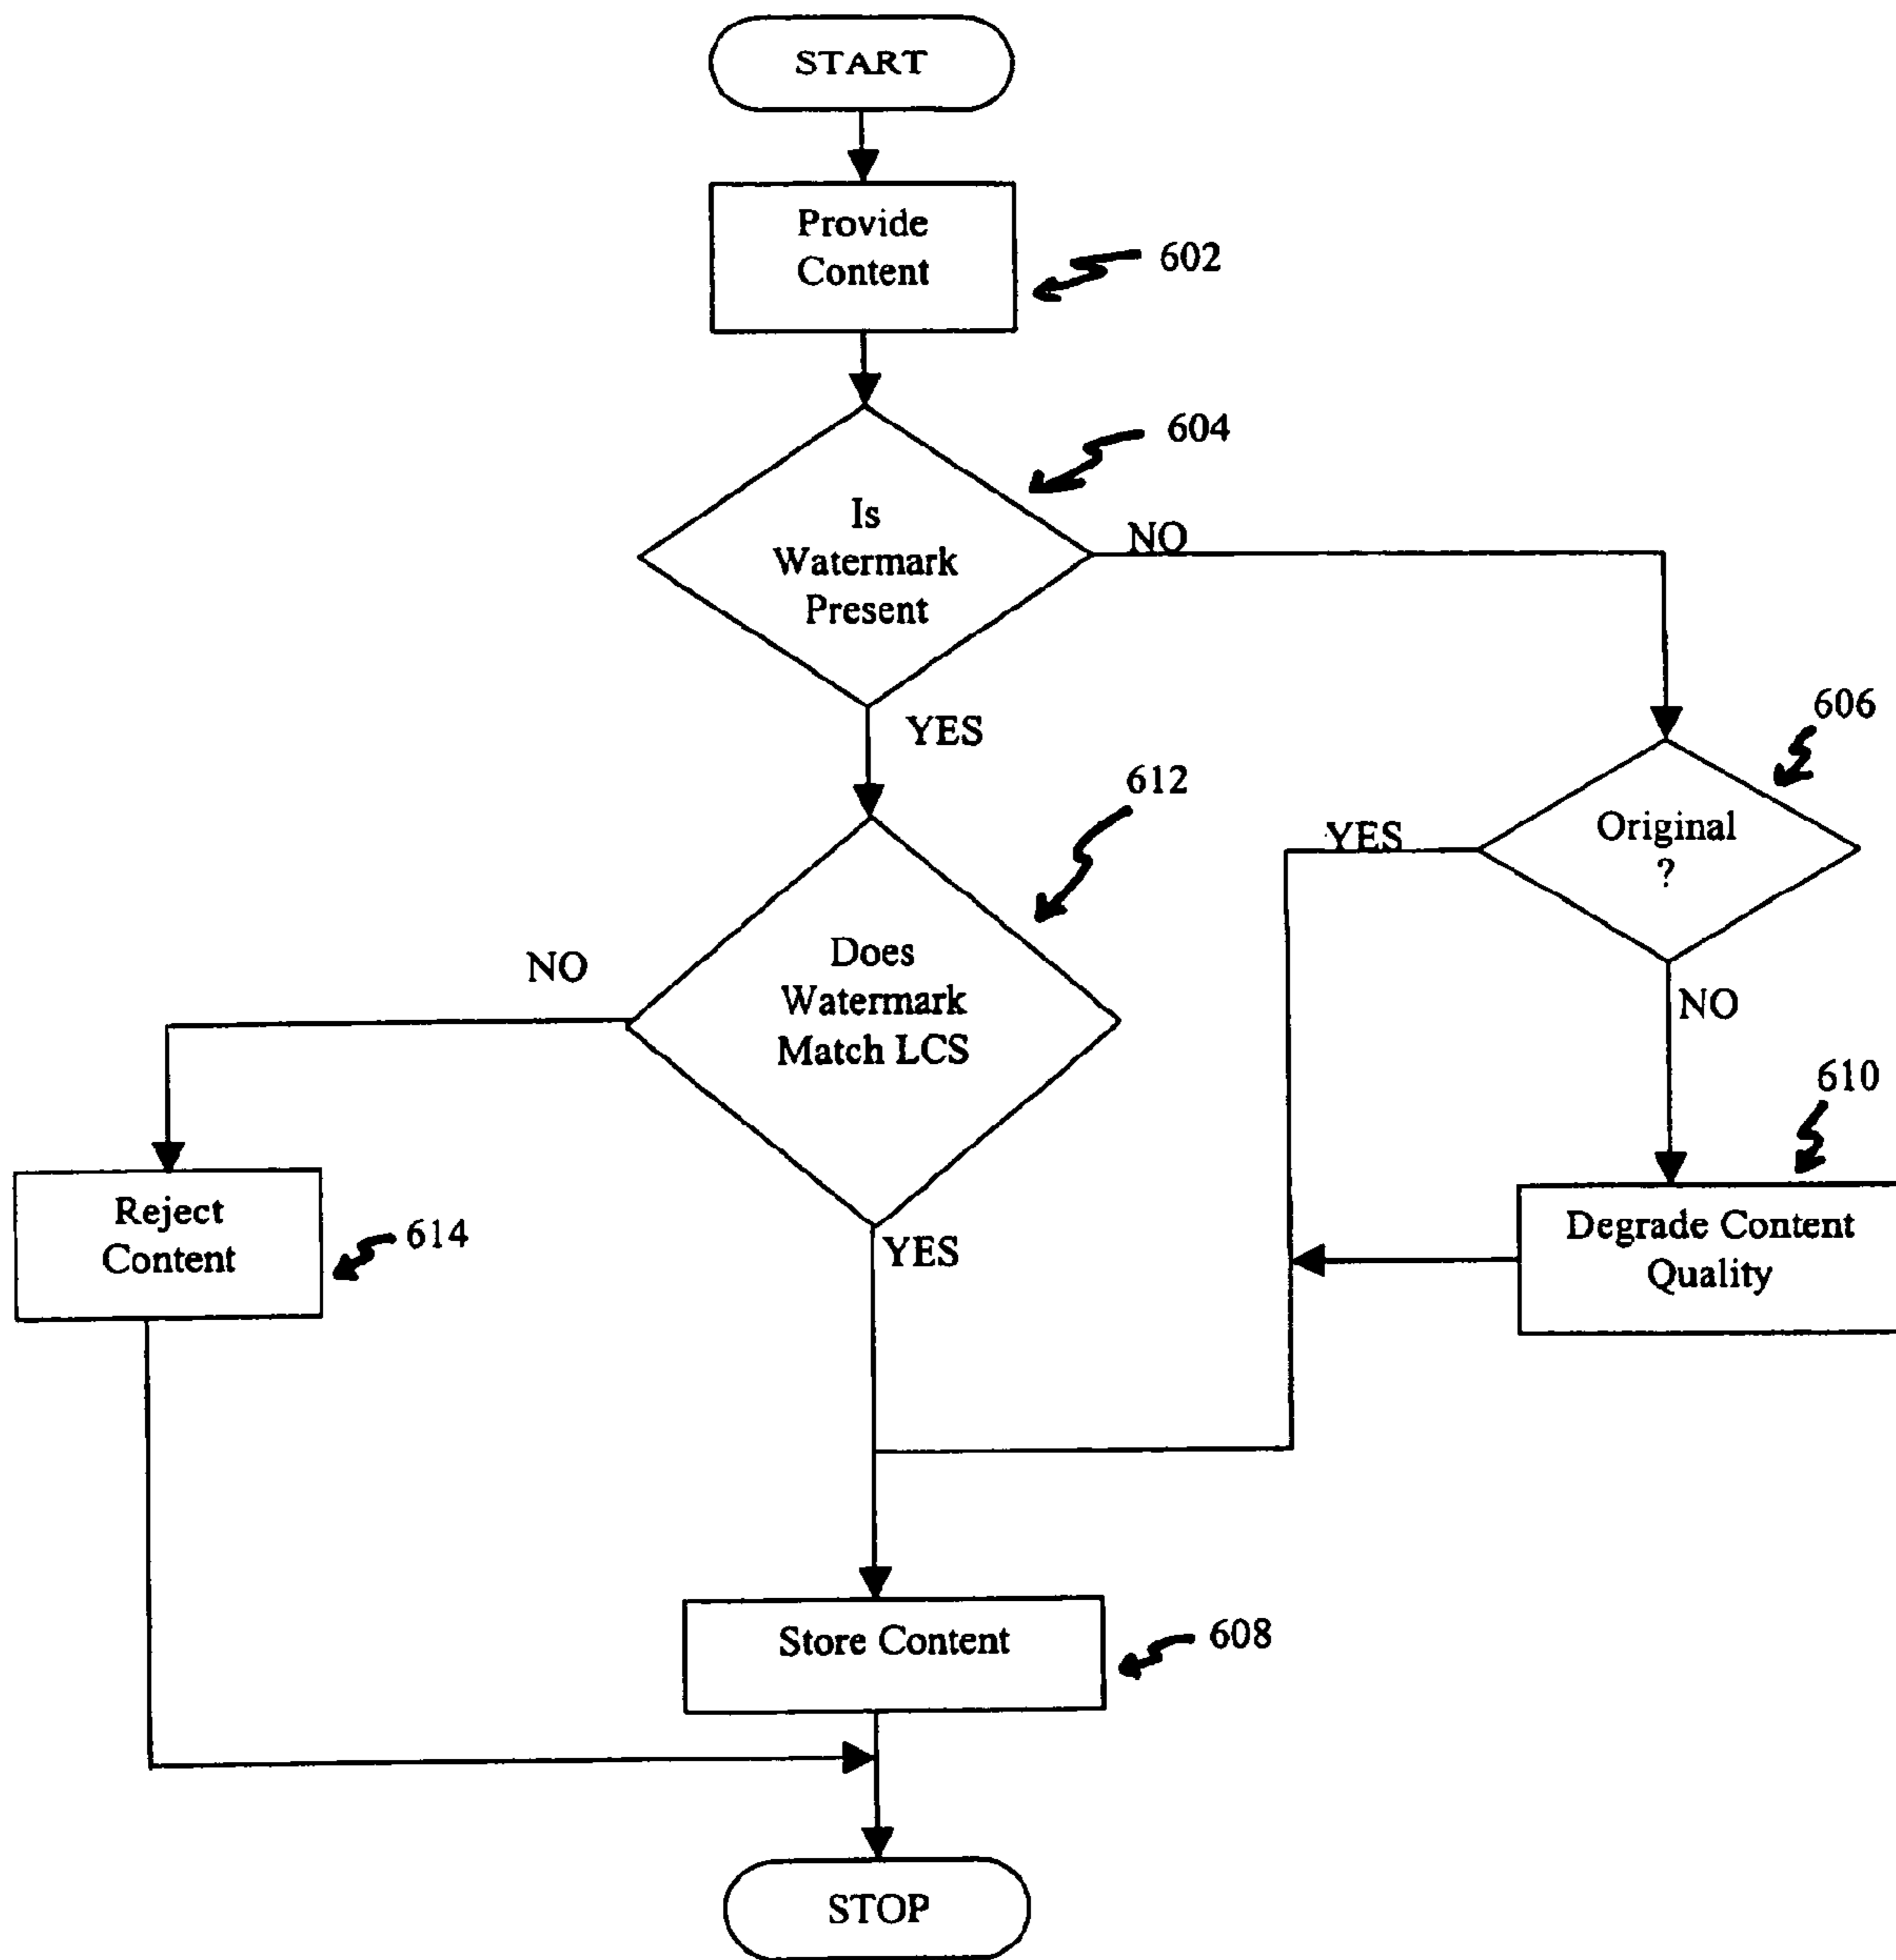 START
Provide
Content
602
604
Is
Watermark
Present
NO
YES
606
612
Original
?
YES
NO
Does
Watermark
Match LCS
NO
610
Reject
Content
614
YES
Degrade Content
Quality
Store Content
608
STOP